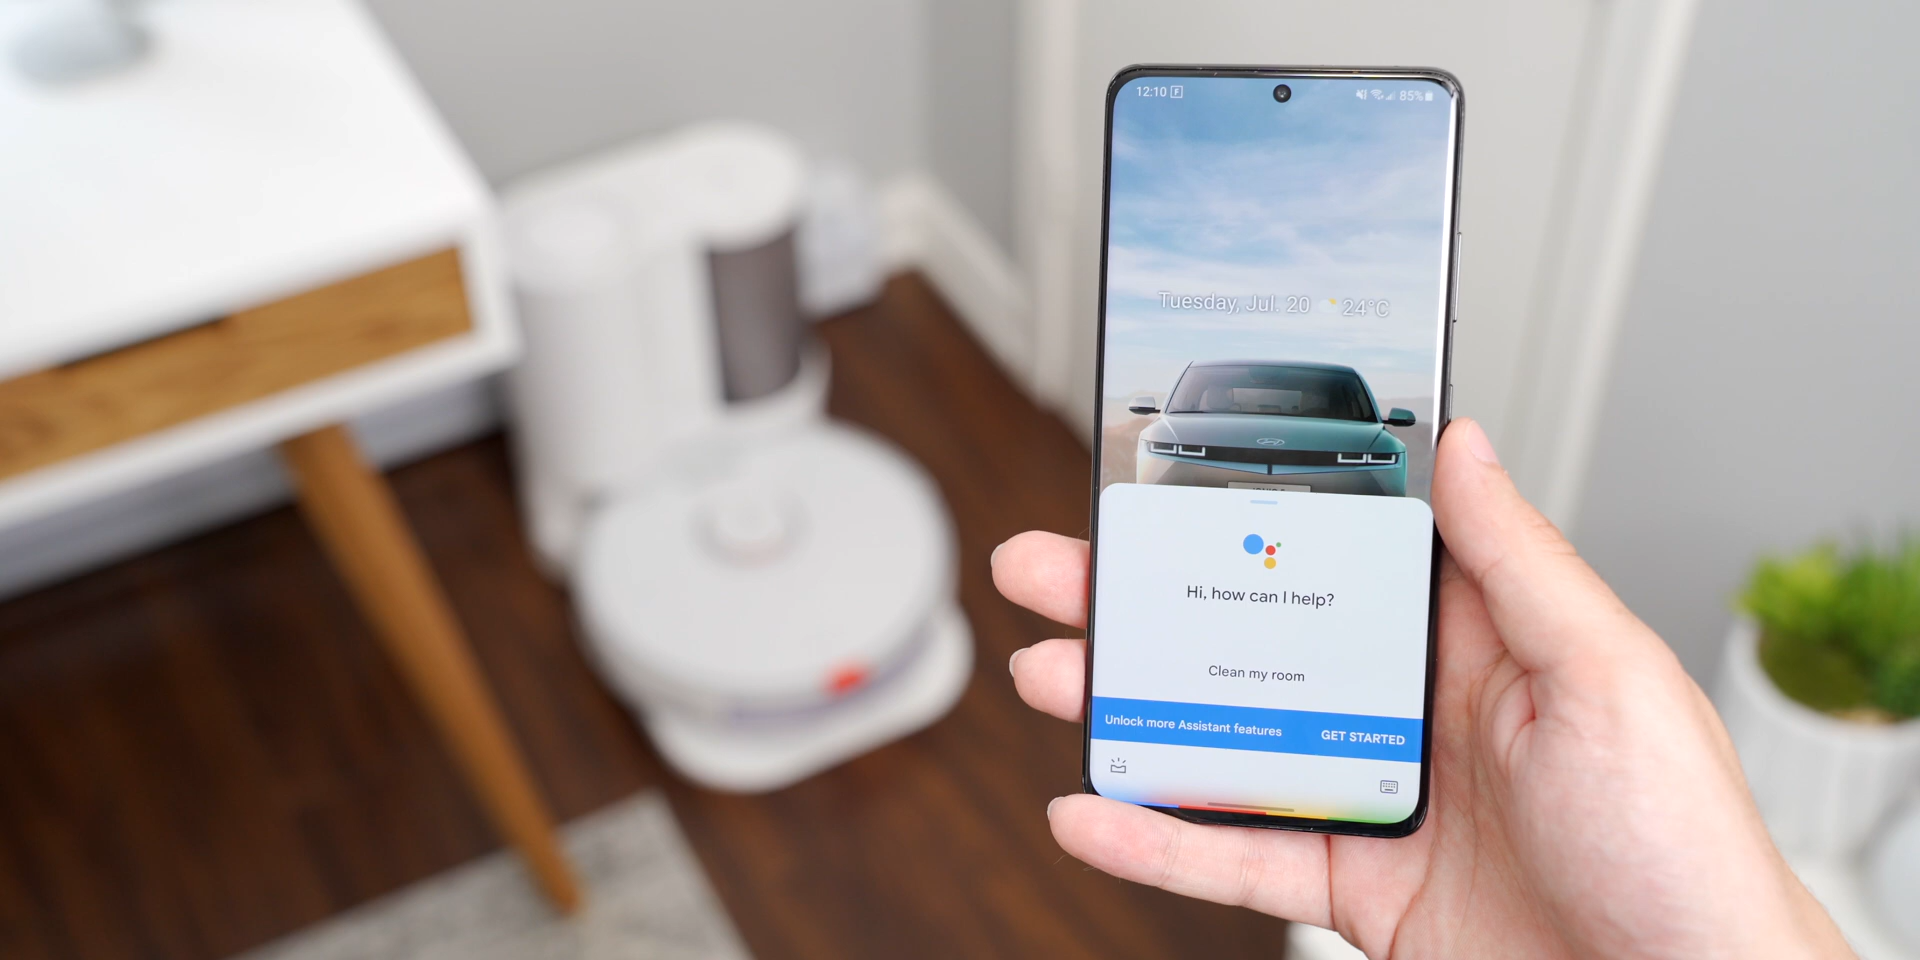 12:10 F 85%
Tuesday, Jul. 20 24°C
Hi, how can I help?
Clean my room
Unlock more Assistant features GET STARTED